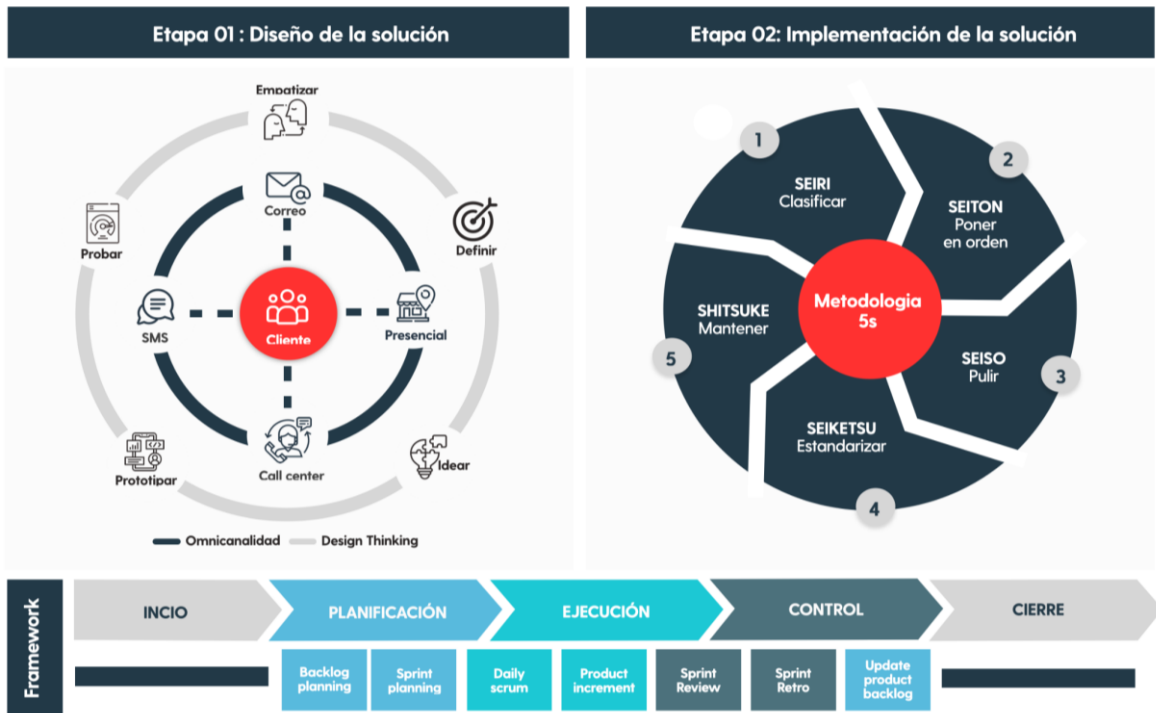 Etapa 01 : Diseño de la solución
Empatizar
Correo
@
Probar
Definir
SMS
Cliente
Presencial
Prototipar
Call center
Idear
Omnicanalidad
Design Thinking
Etapa 02: Implementación de la solución
1
SEIRI
Clasificar
2
SEITON
Poner
en orden
Metodologia
5s
SHITSUKE
Mantener
5
SEISO
Pulir
3
SEIKETSU
Estandarizar
4
Framework
INCIO
PLANIFICACIÓN
EJECUCIÓN
CONTROL
CIERRE
Backlog
planning
Sprint
planning
Daily
scrum
Product
increment
Sprint
Review
Sprint
Retro
Update
product
backlog